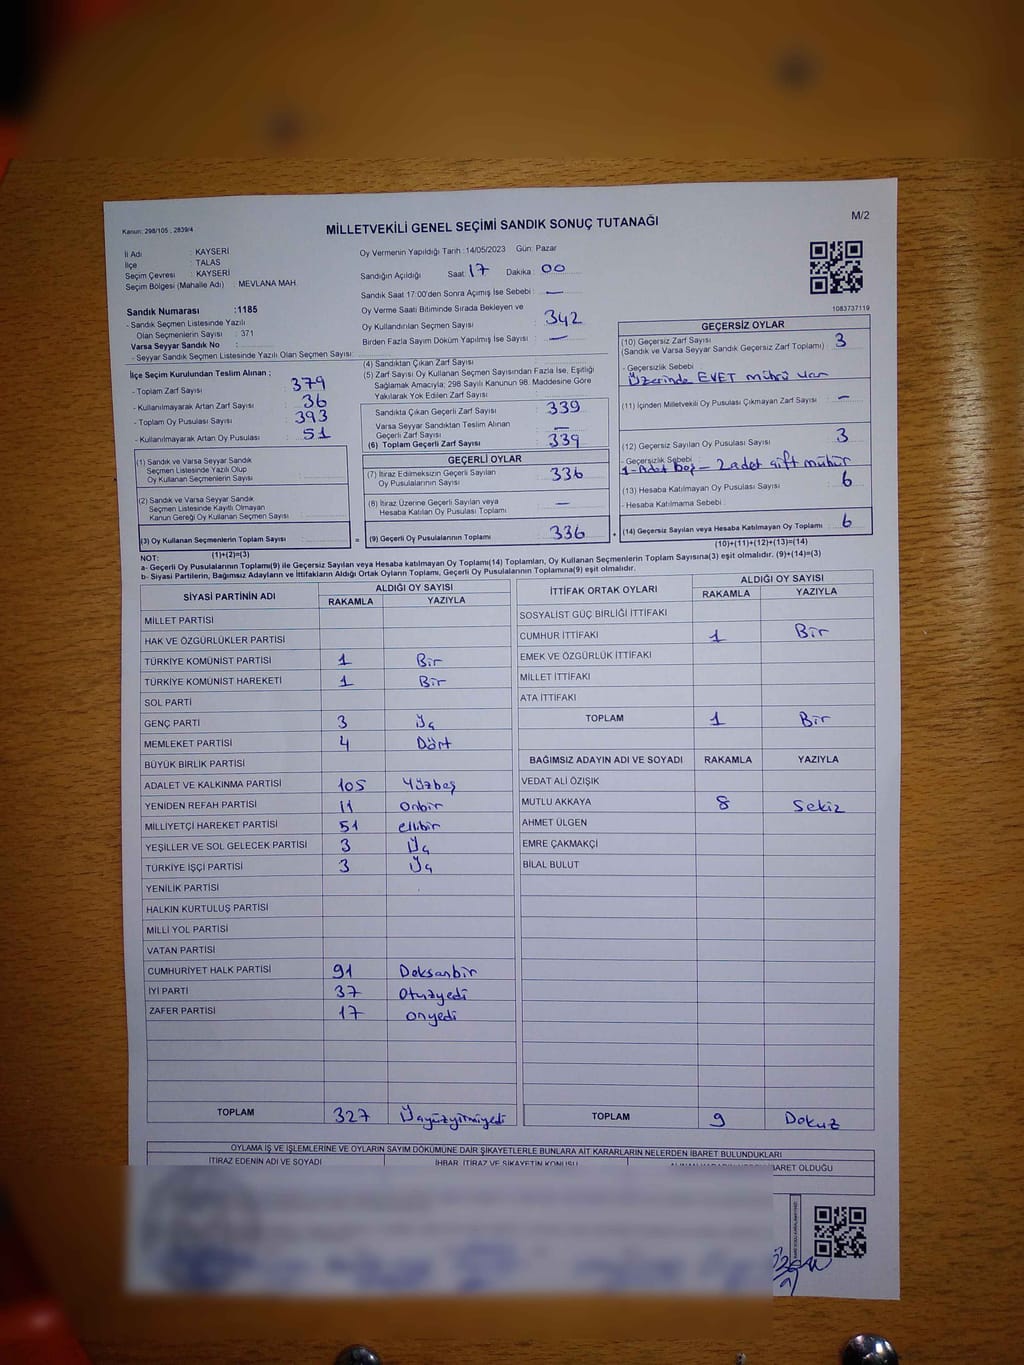 Kanun: 298/105 , 2839/4
MİLLETVEKİLİ GENEL SEÇİMİ SANDIK SONUÇ TUTANAĞI
M/2
İl Adı : KAYSERİ
İlçe : TALAS
Seçim Çevresi : KAYSERİ
Seçim Bölgesi (Mahalle Adı) : MEVLANA MAH.
Oy Vermenin Yapıldığı Tarih :14/05/2023 Gün: Pazar
Sandığın Açıldığı Saat : 17 Dakika : 00
Sandık Saat 17:00'den Sonra Açımış İse Sebebi : —
Oy Verme Saati Bitiminde Sırada Bekleyen ve
Oy Kullandırılan Seçmen Sayısı : 342
Birden Fazla Sayım Döküm Yapılmış İse Sayısı : —
1083737119
Sandık Numarası :1185
- Sandık Seçmen Listesinde Yazılı
Olan Seçmenlerin Sayısı : 371
Varsa Seyyar Sandık No :
- Seyyar Sandık Seçmen Listesinde Yazılı Olan Seçmen Sayısı:
İlçe Seçim Kurulundan Teslim Alınan ;
- Toplam Zarf Sayısı : 379
- Kullanılmayarak Artan Zarf Sayısı : 36
- Toplam Oy Pusulası Sayısı : 393
- Kullanılmayarak Artan Oy Pusulası : 51
(1) Sandık ve Varsa Seyyar Sandık
Seçmen Listesinde Yazılı Olup
Oy Kullanan Seçmenlerin Sayısı :
(2) Sandık ve Varsa Seyyar Sandık
Seçmen Listesinde Kayıtlı Olmayan
Kanun Gereği Oy Kullanan Seçmen Sayısı :
(3) Oy Kullanan Seçmenlerin Toplam Sayısı :
(1)+(2)=(3)
(4) Sandıktan Çıkan Zarf Sayısı :
(5) Zarf Sayısı Oy Kullanan Seçmen Sayısından Fazla İse, Eşitliği
Sağlamak Amacıyla; 298 Sayılı Kanunun 98. Maddesine Göre
Yakılarak Yok Edilen Zarf Sayısı :
Sandıkta Çıkan Geçerli Zarf Sayısı : 339
Varsa Seyyar Sandıktan Teslim Alınan
Geçerli Zarf Sayısı : —
(6) Toplam Geçerli Zarf Sayısı : 339
GEÇERLİ OYLAR
(7) İtiraz Edilmeksizin Geçerli Sayılan
Oy Pusulalarının Sayısı : 336
(8) İtiraz Üzerine Geçerli Sayılan veya
Hesaba Katılan Oy Pusulası Toplamı : —
= (9) Geçerli Oy Pusulalarının Toplamı : 336
GEÇERSİZ OYLAR
(10) Geçersiz Zarf Sayısı : 3
(Sandık ve Varsa Seyyar Sandık Geçersiz Zarf Toplamı)
- Geçersizlik Sebebi
Üzerinde EVET mührü var
(11) İçinden Milletvekili Oy Pusulası Çıkmayan Zarf Sayısı : —
(12) Geçersiz Sayılan Oy Pusulası Sayısı : 3
- Geçersizlik Sebebi :
1-Adet boş — 2 adet çift mühür
(13) Hesaba Katılmayan Oy Pusulası Sayısı : 6
- Hesaba Katılmama Sebebi :
+ (14) Geçersiz Sayılan veya Hesaba Katılmayan Oy Toplamı : 6
(10)+(11)+(12)+(13)=(14)
NOT:
a- Geçerli Oy Pusulalarının Toplamı(9) ile Geçersiz Sayılan veya Hesaba katılmayan Oy Toplamı(14) Toplamları, Oy Kullanan Seçmenlerin Toplam Sayısına(3) eşit olmalıdır. (9)+(14)=(3)
b- Siyasi Partilerin, Bağımsız Adayların ve İttifakların Aldığı Ortak Oyların Toplamı, Geçerli Oy Pusulalarının Toplamına(9) eşit olmalıdır.
SİYASİ PARTİNİN ADI ALDIĞI OY SAYISI
RAKAMLA YAZIYLA
MİLLET PARTİSİ
HAK VE ÖZGÜRLÜKLER PARTİSİ
TÜRKİYE KOMÜNİST PARTİSİ 1 Bir
TÜRKİYE KOMÜNİST HAREKETİ 1 Bir
SOL PARTİ
GENÇ PARTİ 3 Üç
MEMLEKET PARTİSİ 4 Dört
BÜYÜK BİRLİK PARTİSİ
ADALET VE KALKINMA PARTİSİ 105 Yüzbeş
YENİDEN REFAH PARTİSİ 11 Onbir
MİLLİYETÇİ HAREKET PARTİSİ 51 ellibir
YEŞİLLER VE SOL GELECEK PARTİSİ 3 Üç
TÜRKİYE İŞÇİ PARTİSİ 3 Üç
YENİLİK PARTİSİ
HALKIN KURTULUŞ PARTİSİ
MİLLİ YOL PARTİSİ
VATAN PARTİSİ
CUMHURİYET HALK PARTİSİ 91 Doksanbir
İYİ PARTİ 37 Otuzyedi
ZAFER PARTİSİ 17 onyedi
TOPLAM 327 Üçyüzyirmiyedi
İTTİFAK ORTAK OYLARI ALDIĞI OY SAYISI
RAKAMLA YAZIYLA
SOSYALİST GÜÇ BİRLİĞİ İTTİFAKI
CUMHUR İTTİFAKI 1 Bir
EMEK VE ÖZGÜRLÜK İTTİFAKI
MİLLET İTTİFAKI
ATA İTTİFAKI
TOPLAM 1 Bir
BAĞIMSIZ ADAYIN ADI VE SOYADI RAKAMLA YAZIYLA
VEDAT ALİ ÖZIŞIK
MUTLU AKKAYA 8 Sekiz
AHMET ÜLGEN
EMRE ÇAKMAKÇİ
BİLAL BULUT
TOPLAM 9 Dokuz
OYLAMA İŞ VE İŞLEMLERİNE VE OYLARIN SAYIM DÖKÜMÜNE DAİR ŞİKAYETLERLE BUNLARA AİT KARARLARIN NELERDEN İBARET BULUNDUKLARI
İTİRAZ EDENİN ADI VE SOYADI İHBAR, İTİRAZ VE ŞİKAYETİN KONUSU İBARET OLDUĞU